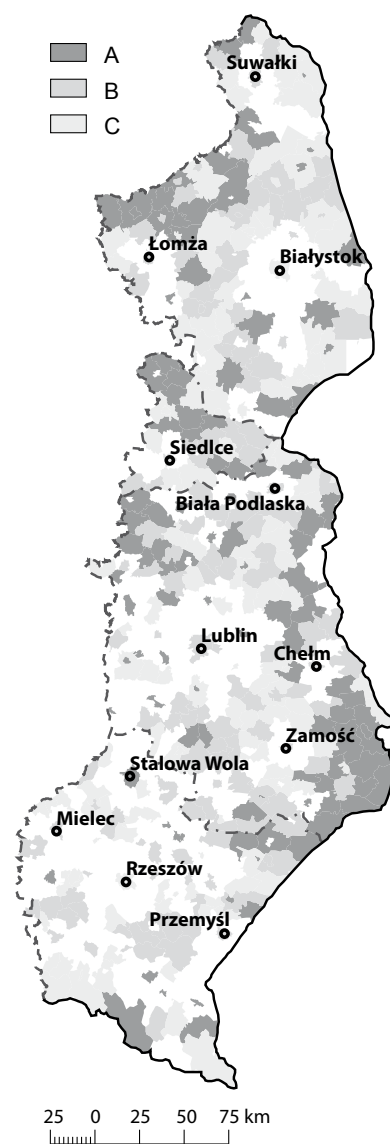 A
B
C
Suwałki
Łomża
Białystok
Siedlce
Biała Podlaska
Lublin
Chełm
Zamość
Stalowa Wola
Mielec
Rzeszów
Przemyśl
25 0 25 50 75 km